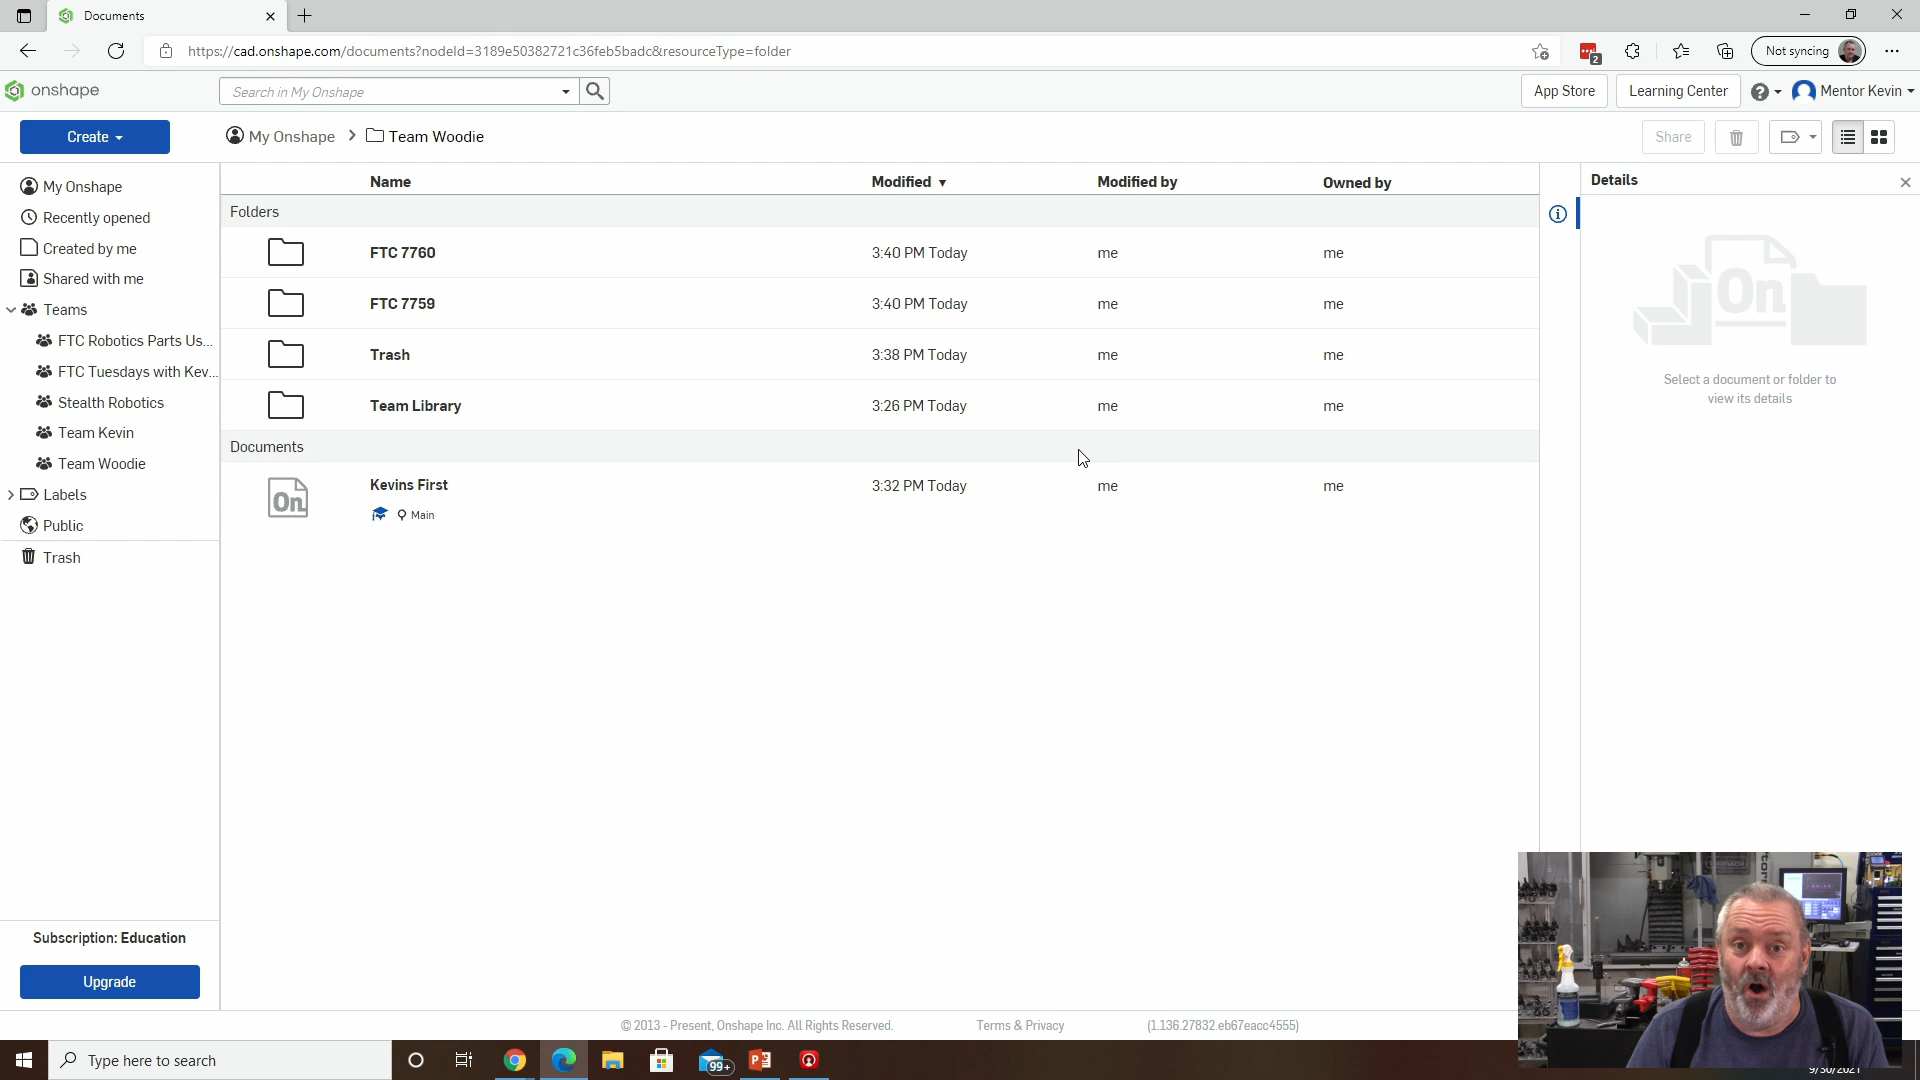 Documents
https://cad.onshape.com/documents?nodeId=3189e50382721c36feb5badc&resourceType=folder
2
Not syncing
onshape
Search in My Onshape
App Store
Learning Center
Mentor Kevin
Create
My Onshape > Team Woodie
Share
My Onshape
Recently opened
Created by me
Shared with me
Teams
FTC Robotics Parts Us...
FTC Tuesdays with Kev...
Stealth Robotics
Team Kevin
Team Woodie
Labels
Public
Trash
Subscription: Education
Upgrade
Name Modified Modified by Owned by
Folders
FTC 7760 3:40 PM Today me me
FTC 7759 3:40 PM Today me me
Trash 3:38 PM Today me me
Team Library 3:26 PM Today me me
Documents
On Kevins First 3:32 PM Today me me
Main
Details
On
Select a document or folder to
view its details
© 2013 - Present, Onshape Inc. All Rights Reserved. Terms & Privacy (1.136.27832.eb67eacc4555)
Type here to search
99+
9/30/2021